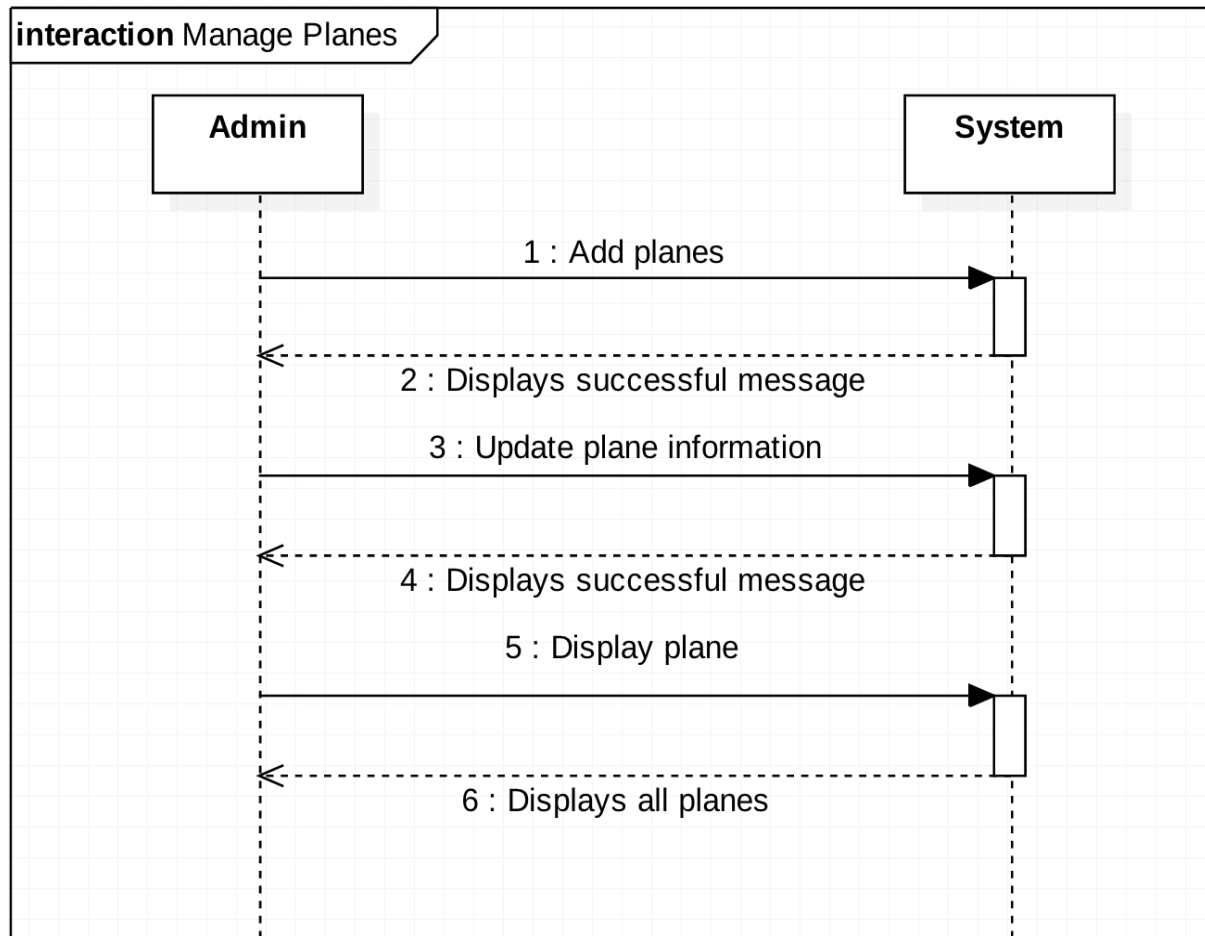 interaction Manage Planes
Admin
System
1 : Add planes
2 : Displays successful message
3 : Update plane information
4 : Displays successful message
5 : Display plane
6 : Displays all planes